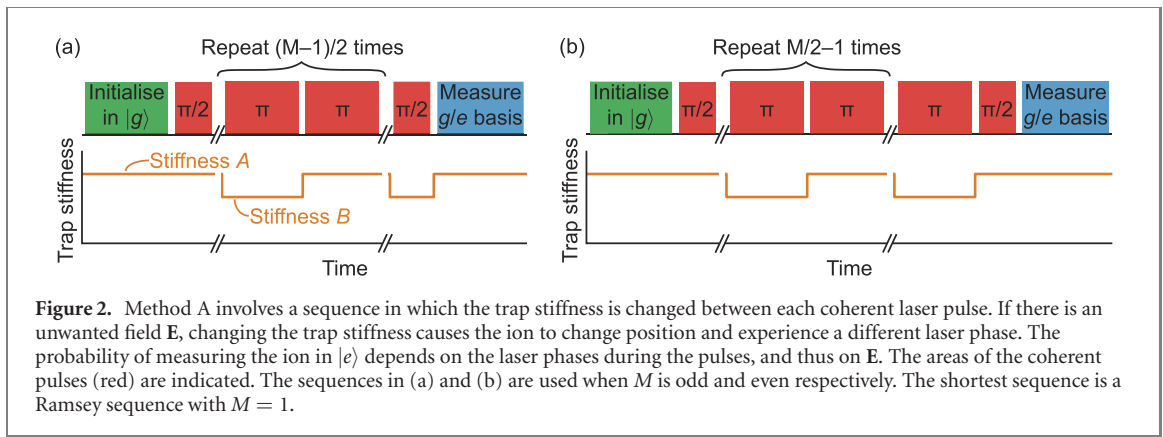 (a)
Repeat (M–1)/2 times
Initialise
in |g⟩
π/2
π
π
π/2
Measure
g/e basis
Trap stiffness
Stiffness A
Stiffness B
Time
(b)
Repeat M/2–1 times
Initialise
in |g⟩
π/2
π
π
π
π/2
Measure
g/e basis
Trap stiffness
Time
Figure 2. Method A involves a sequence in which the trap stiffness is changed between each coherent laser pulse. If there is an
unwanted field E, changing the trap stiffness causes the ion to change position and experience a different laser phase. The
probability of measuring the ion in |e⟩ depends on the laser phases during the pulses, and thus on E. The areas of the coherent
pulses (red) are indicated. The sequences in (a) and (b) are used when M is odd and even respectively. The shortest sequence is a
Ramsey sequence with M = 1.